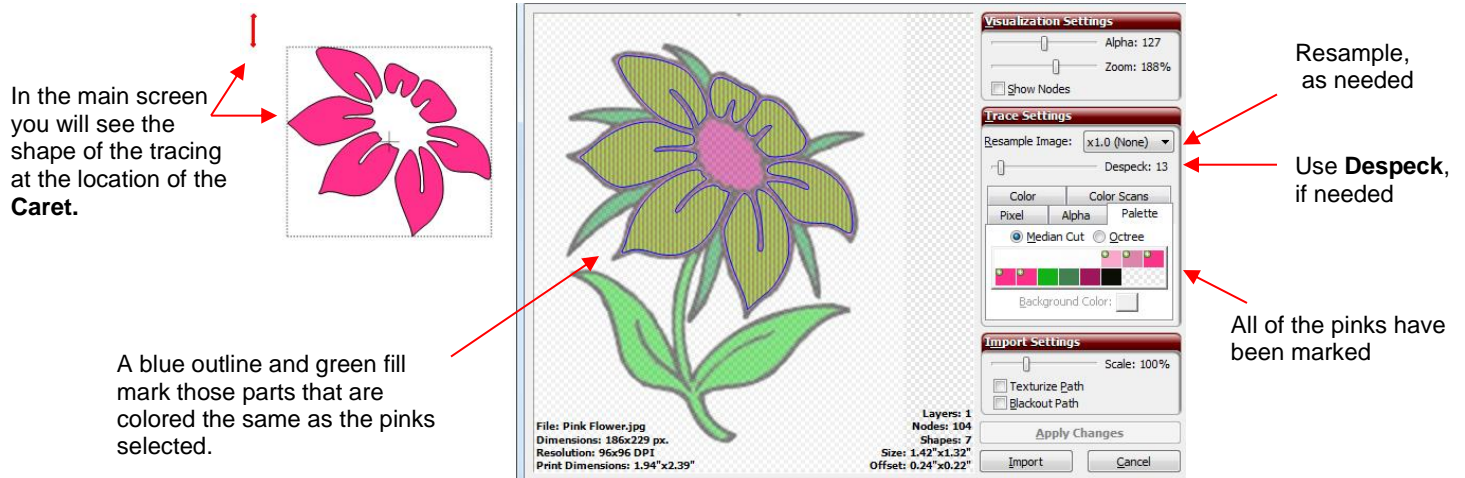 In the main screen
you will see the
shape of the tracing
at the location of the
Caret.
A blue outline and green fill
mark those parts that are
colored the same as the pinks
selected.
File: Pink Flower.jpg
Dimensions: 186x229 px.
Resolution: 96x96 DPI
Print Dimensions: 1.94"x2.39"
Layers: 1
Nodes: 104
Shapes: 7
Size: 1.42"x1.32"
Offset: 0.24"x0.22"
Visualization Settings
Alpha: 127
Zoom: 188%
Show Nodes
Trace Settings
Resample Image: x1.0 (None)
Despeck: 13
Color Color Scans
Pixel Alpha Palette
Median Cut Octree
Background Color:
Import Settings
Scale: 100%
Texturize Path
Blackout Path
Apply Changes
Import Cancel
Resample,
as needed
Use Despeck,
if needed
All of the pinks have
been marked